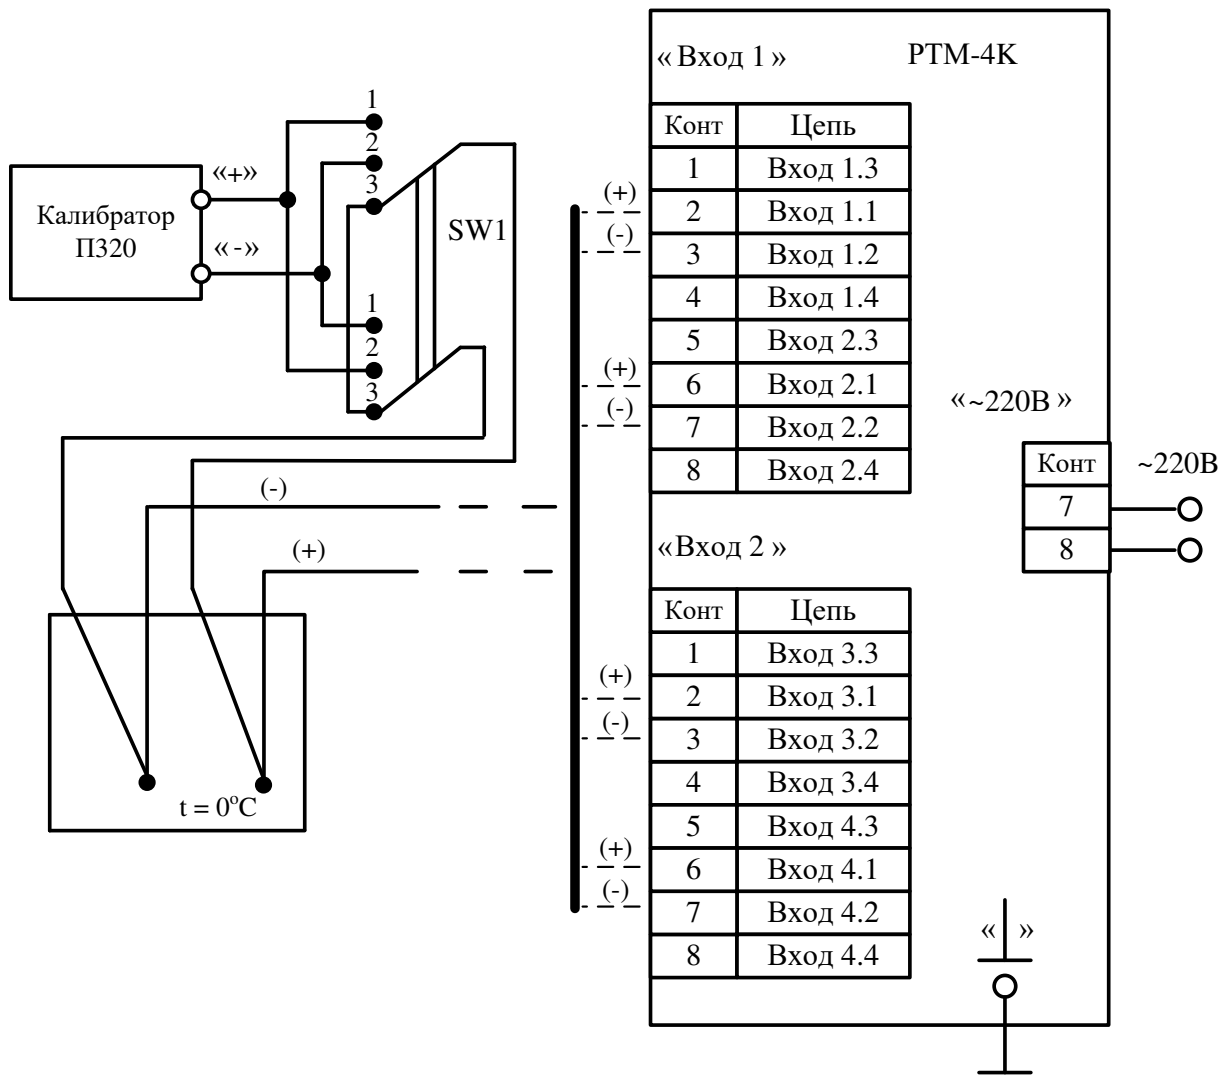 «Вход 1»
РТМ-4К
Конт Цепь
1 Вход 1.3
2 Вход 1.1
3 Вход 1.2
4 Вход 1.4
5 Вход 2.3
6 Вход 2.1
7 Вход 2.2
8 Вход 2.4
1
2
3
SW1
«+»
«-»
Калибратор
П320
1
2
3
(+)
(-)
(+)
(-)
«~220В»
Конт
7
8
~220В
(-)
(+)
«Вход 2»
Конт Цепь
1 Вход 3.3
2 Вход 3.1
3 Вход 3.2
4 Вход 3.4
5 Вход 4.3
6 Вход 4.1
7 Вход 4.2
8 Вход 4.4
(+)
(-)
(+)
(-)
t = 0°C
« »